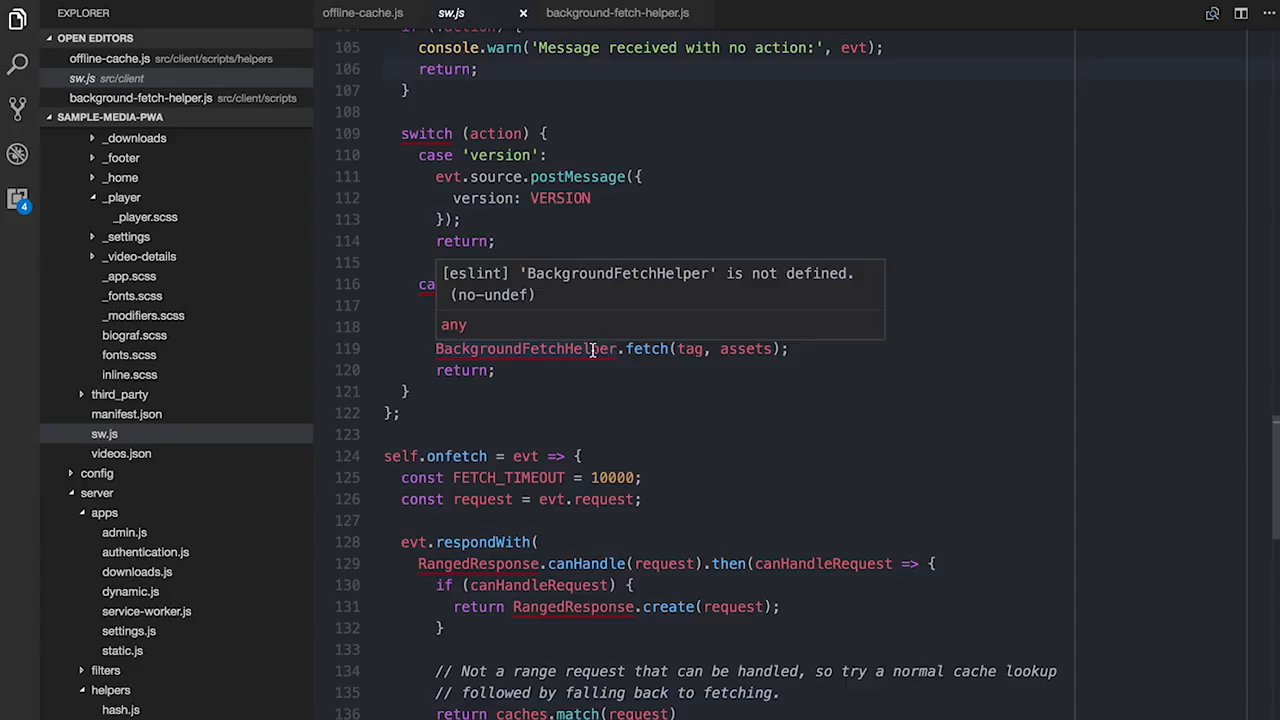 EXPLORER
OPEN EDITORS
offline-cache.js src/client/scripts/helpers
sw.js src/client
background-fetch-helper.js src/client/scripts
SAMPLE-MEDIA-PWA
_downloads
_footer
_home
_player
_player.scss
_settings
_video-details
_app.scss
_fonts.scss
_modifiers.scss
biograf.scss
fonts.scss
inline.scss
third_party
manifest.json
sw.js
videos.json
config
server
apps
admin.js
authentication.js
downloads.js
dynamic.js
service-worker.js
settings.js
static.js
filters
helpers
hash.js
4
offline-cache.js sw.js background-fetch-helper.js
104 if (!action) {
105 console.warn('Message received with no action:', evt);
106 return;
107 }
108
109 switch (action) {
110 case 'version':
111 evt.source.postMessage({
112 version: VERSION
113 });
114 return;
115
[eslint] 'BackgroundFetchHelper' is not defined.
(no-undef)
any
116 ca
117
118
119 BackgroundFetchHelper.fetch(tag, assets);
120 return;
121 }
122 };
123
124 self.onfetch = evt => {
125 const FETCH_TIMEOUT = 10000;
126 const request = evt.request;
127
128 evt.respondWith(
129 RangedResponse.canHandle(request).then(canHandleRequest => {
130 if (canHandleRequest) {
131 return RangedResponse.create(request);
132 }
133
134 // Not a range request that can be handled, so try a normal cache lookup
135 // followed by falling back to fetching.
136 return caches.match(request)